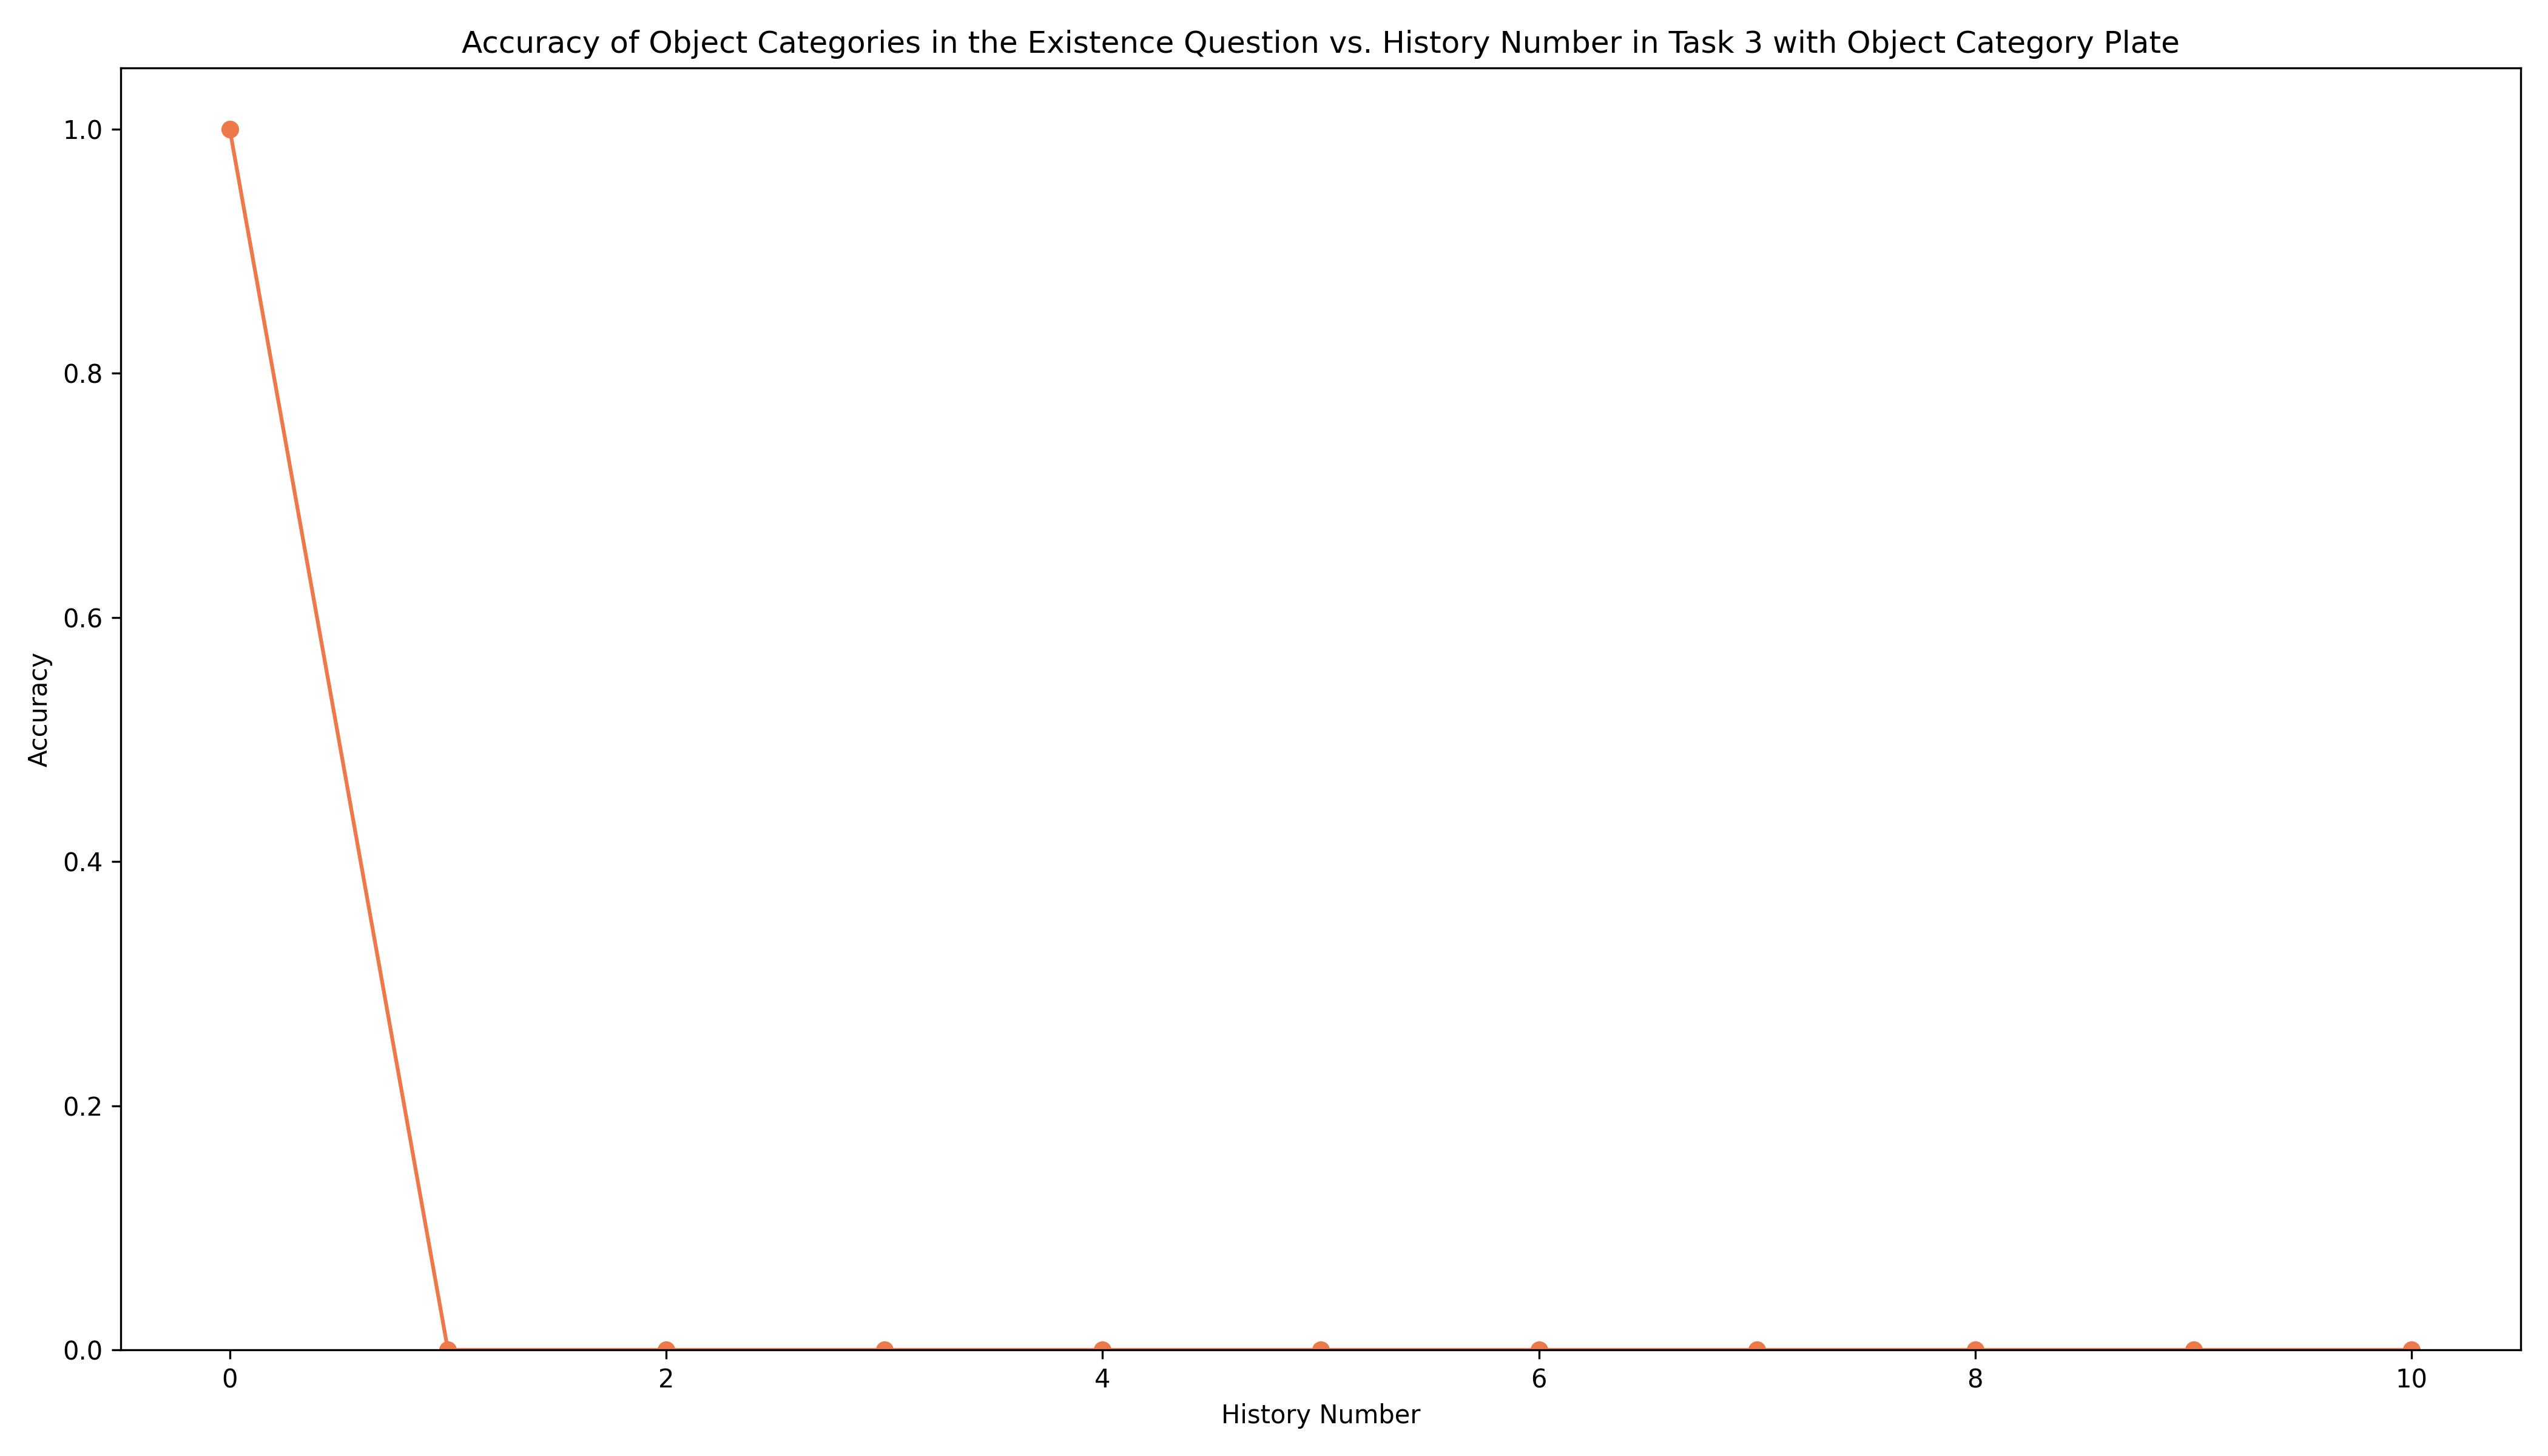 Accuracy of Object Categories in the Existence Question vs. History Number in Task 3 with Object Category Plate
1.0
0.8
0.6
0.4
0.2
0.0
Accuracy
0 2 4 6 8 10
History Number